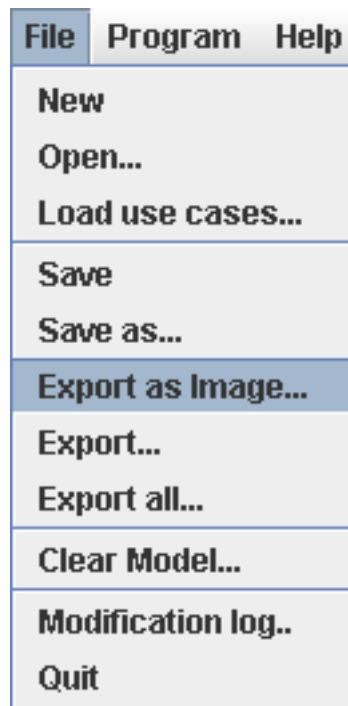 File Program Help
New
Open...
Load use cases...
Save
Save as...
Export as Image...
Export...
Export all...
Clear Model...
Modification log..
Quit